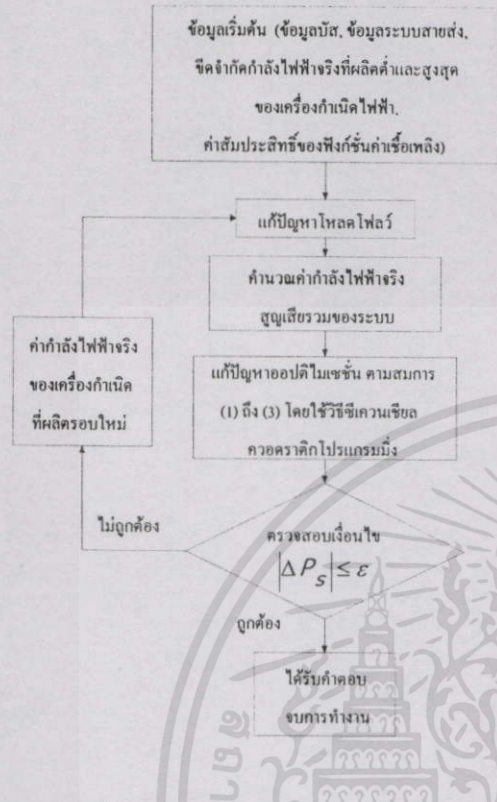 ข้อมูลเริ่มต้น (ข้อมูลบัส, ข้อมูลระบบสายส่ง,
ขีดจำกัดกำลังไฟฟ้าจริงที่ผลิตต่ำและสูงสุด
ของเครื่องกำเนิดไฟฟ้า,
ค่าสัมประสิทธิ์ของฟังก์ชั่นค่าเชื้อเพลิง)
แก้ปัญหาโหลดโฟลว์
คำนวณค่ากำลังไฟฟ้าจริง
สูญเสียรวมของระบบ
ค่ากำลังไฟฟ้าจริง
ของเครื่องกำเนิด
ที่ผลิตรอบใหม่
แก้ปัญหาออปติไมเซชั่น ตามสมการ
(1) ถึง (3) โดยใช้วิธีซีเควนเชียล
ควอดราติกโปรแกรมมิ่ง
ไม่ถูกต้อง
ตรวจสอบเงื่อนไข
|ΔP_S| ≤ ε
ถูกต้อง
ได้รับคำตอบ
จบการทำงาน